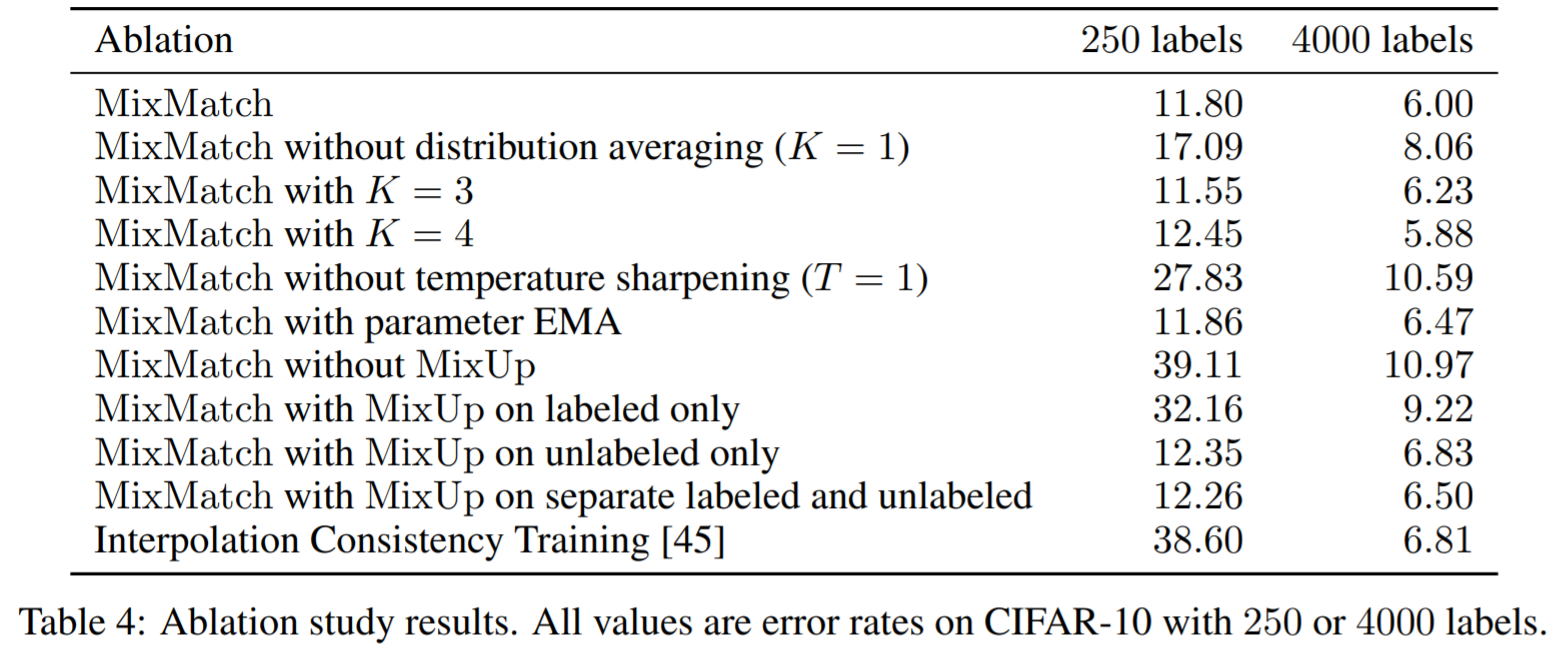 Ablation 250 labels 4000 labels
MixMatch 11.80 6.00
MixMatch without distribution averaging (K = 1) 17.09 8.06
MixMatch with K = 3 11.55 6.23
MixMatch with K = 4 12.45 5.88
MixMatch without temperature sharpening (T = 1) 27.83 10.59
MixMatch with parameter EMA 11.86 6.47
MixMatch without MixUp 39.11 10.97
MixMatch with MixUp on labeled only 32.16 9.22
MixMatch with MixUp on unlabeled only 12.35 6.83
MixMatch with MixUp on separate labeled and unlabeled 12.26 6.50
Interpolation Consistency Training [45] 38.60 6.81
Table 4: Ablation study results. All values are error rates on CIFAR-10 with 250 or 4000 labels.